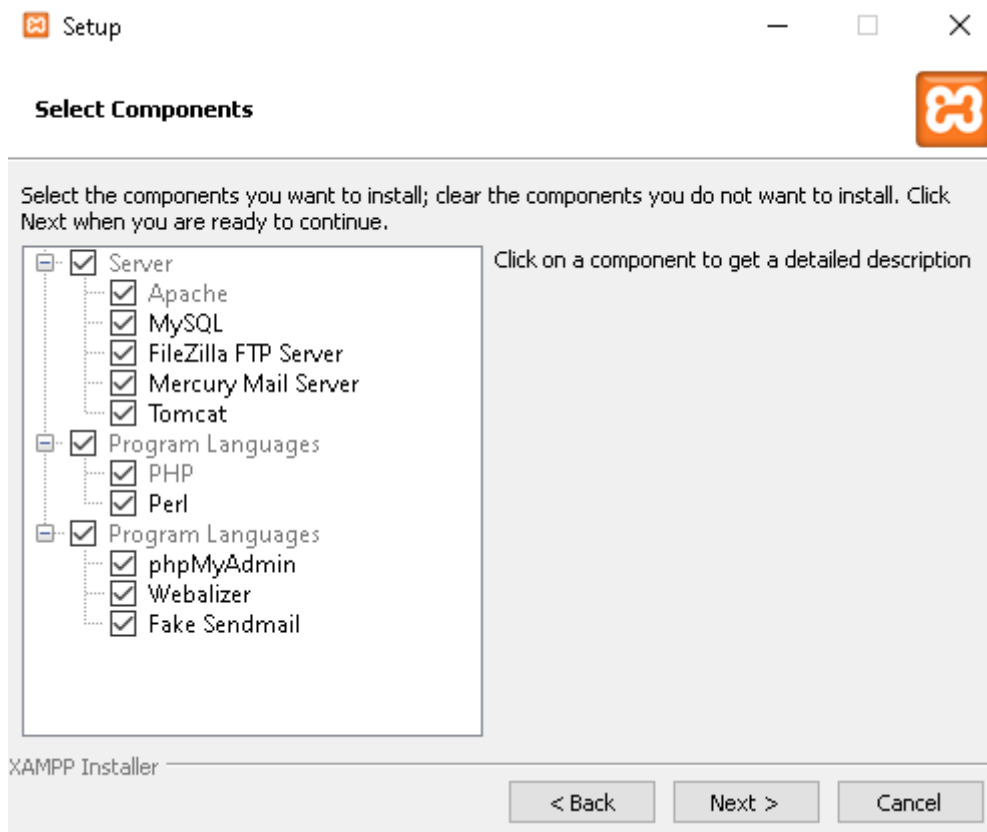 Setup
Select Components
Select the components you want to install; clear the components you do not want to install. Click
Next when you are ready to continue.
Server
Apache
MySQL
FileZilla FTP Server
Mercury Mail Server
Tomcat
Program Languages
PHP
Perl
Program Languages
phpMyAdmin
Webalizer
Fake Sendmail
Click on a component to get a detailed description
XAMPP Installer
< Back
Next >
Cancel